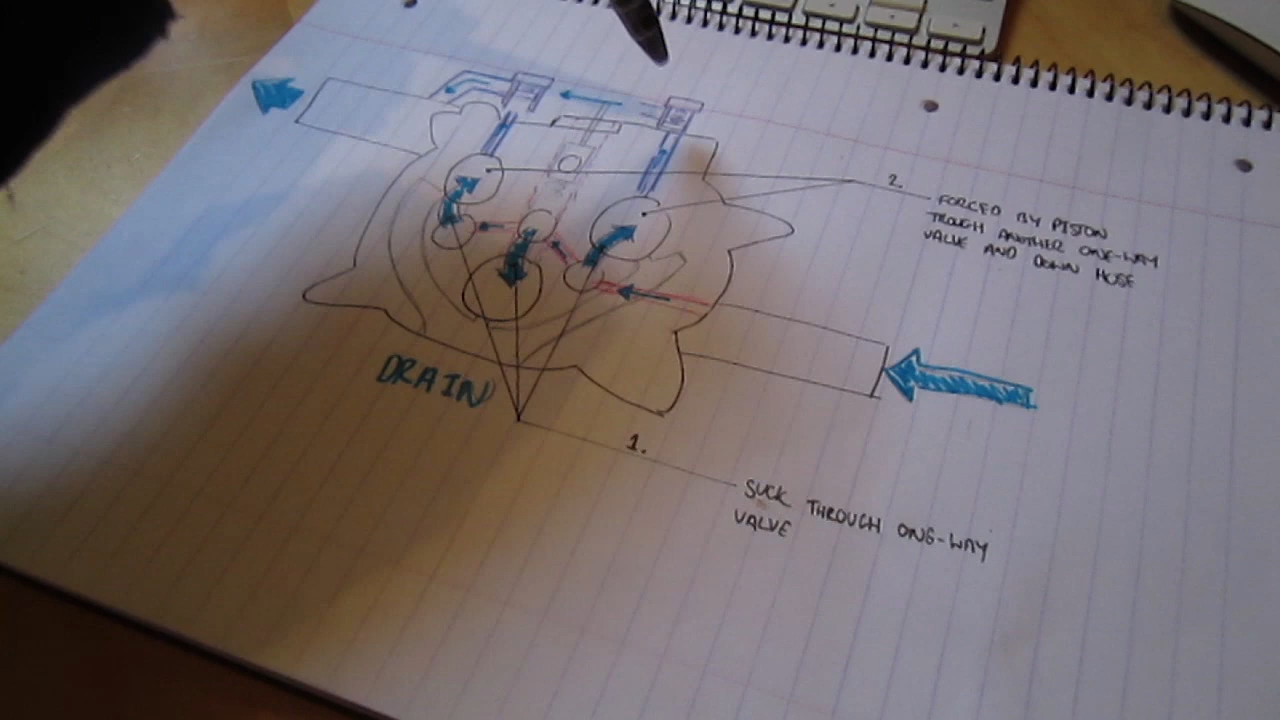 2.
FORCED BY PISTON
TROUGH ANOTHER ONE-WAY
VALVE AND DOWN HOSE
DRAIN
1.
SUCK THROUGH ONE-WAY
VALVE